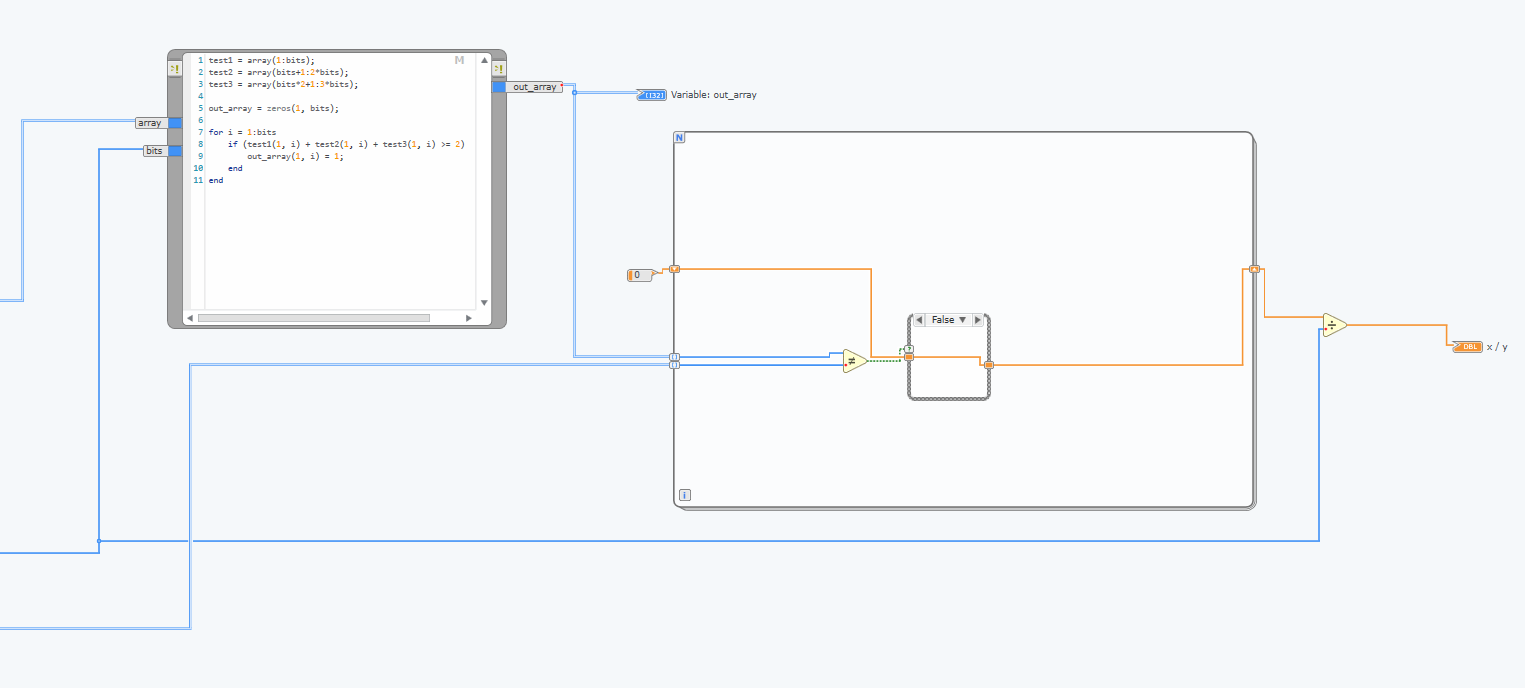 1 test1 = array(1:bits);
M
2 test2 = array(bits+1:2*bits);
3 test3 = array(bits*2+1:3*bits);
4
5 out_array = zeros(1, bits);
6
7 for i = 1:bits
8 if (test1(1, i) + test2(1, i) + test3(1, i) >= 2)
9 out_array(1, i) = 1;
10 end
11 end
array
bits
out_array
[I32]
Variable: out_array
N
0
False
?
≠
i
÷
DBL
x / y